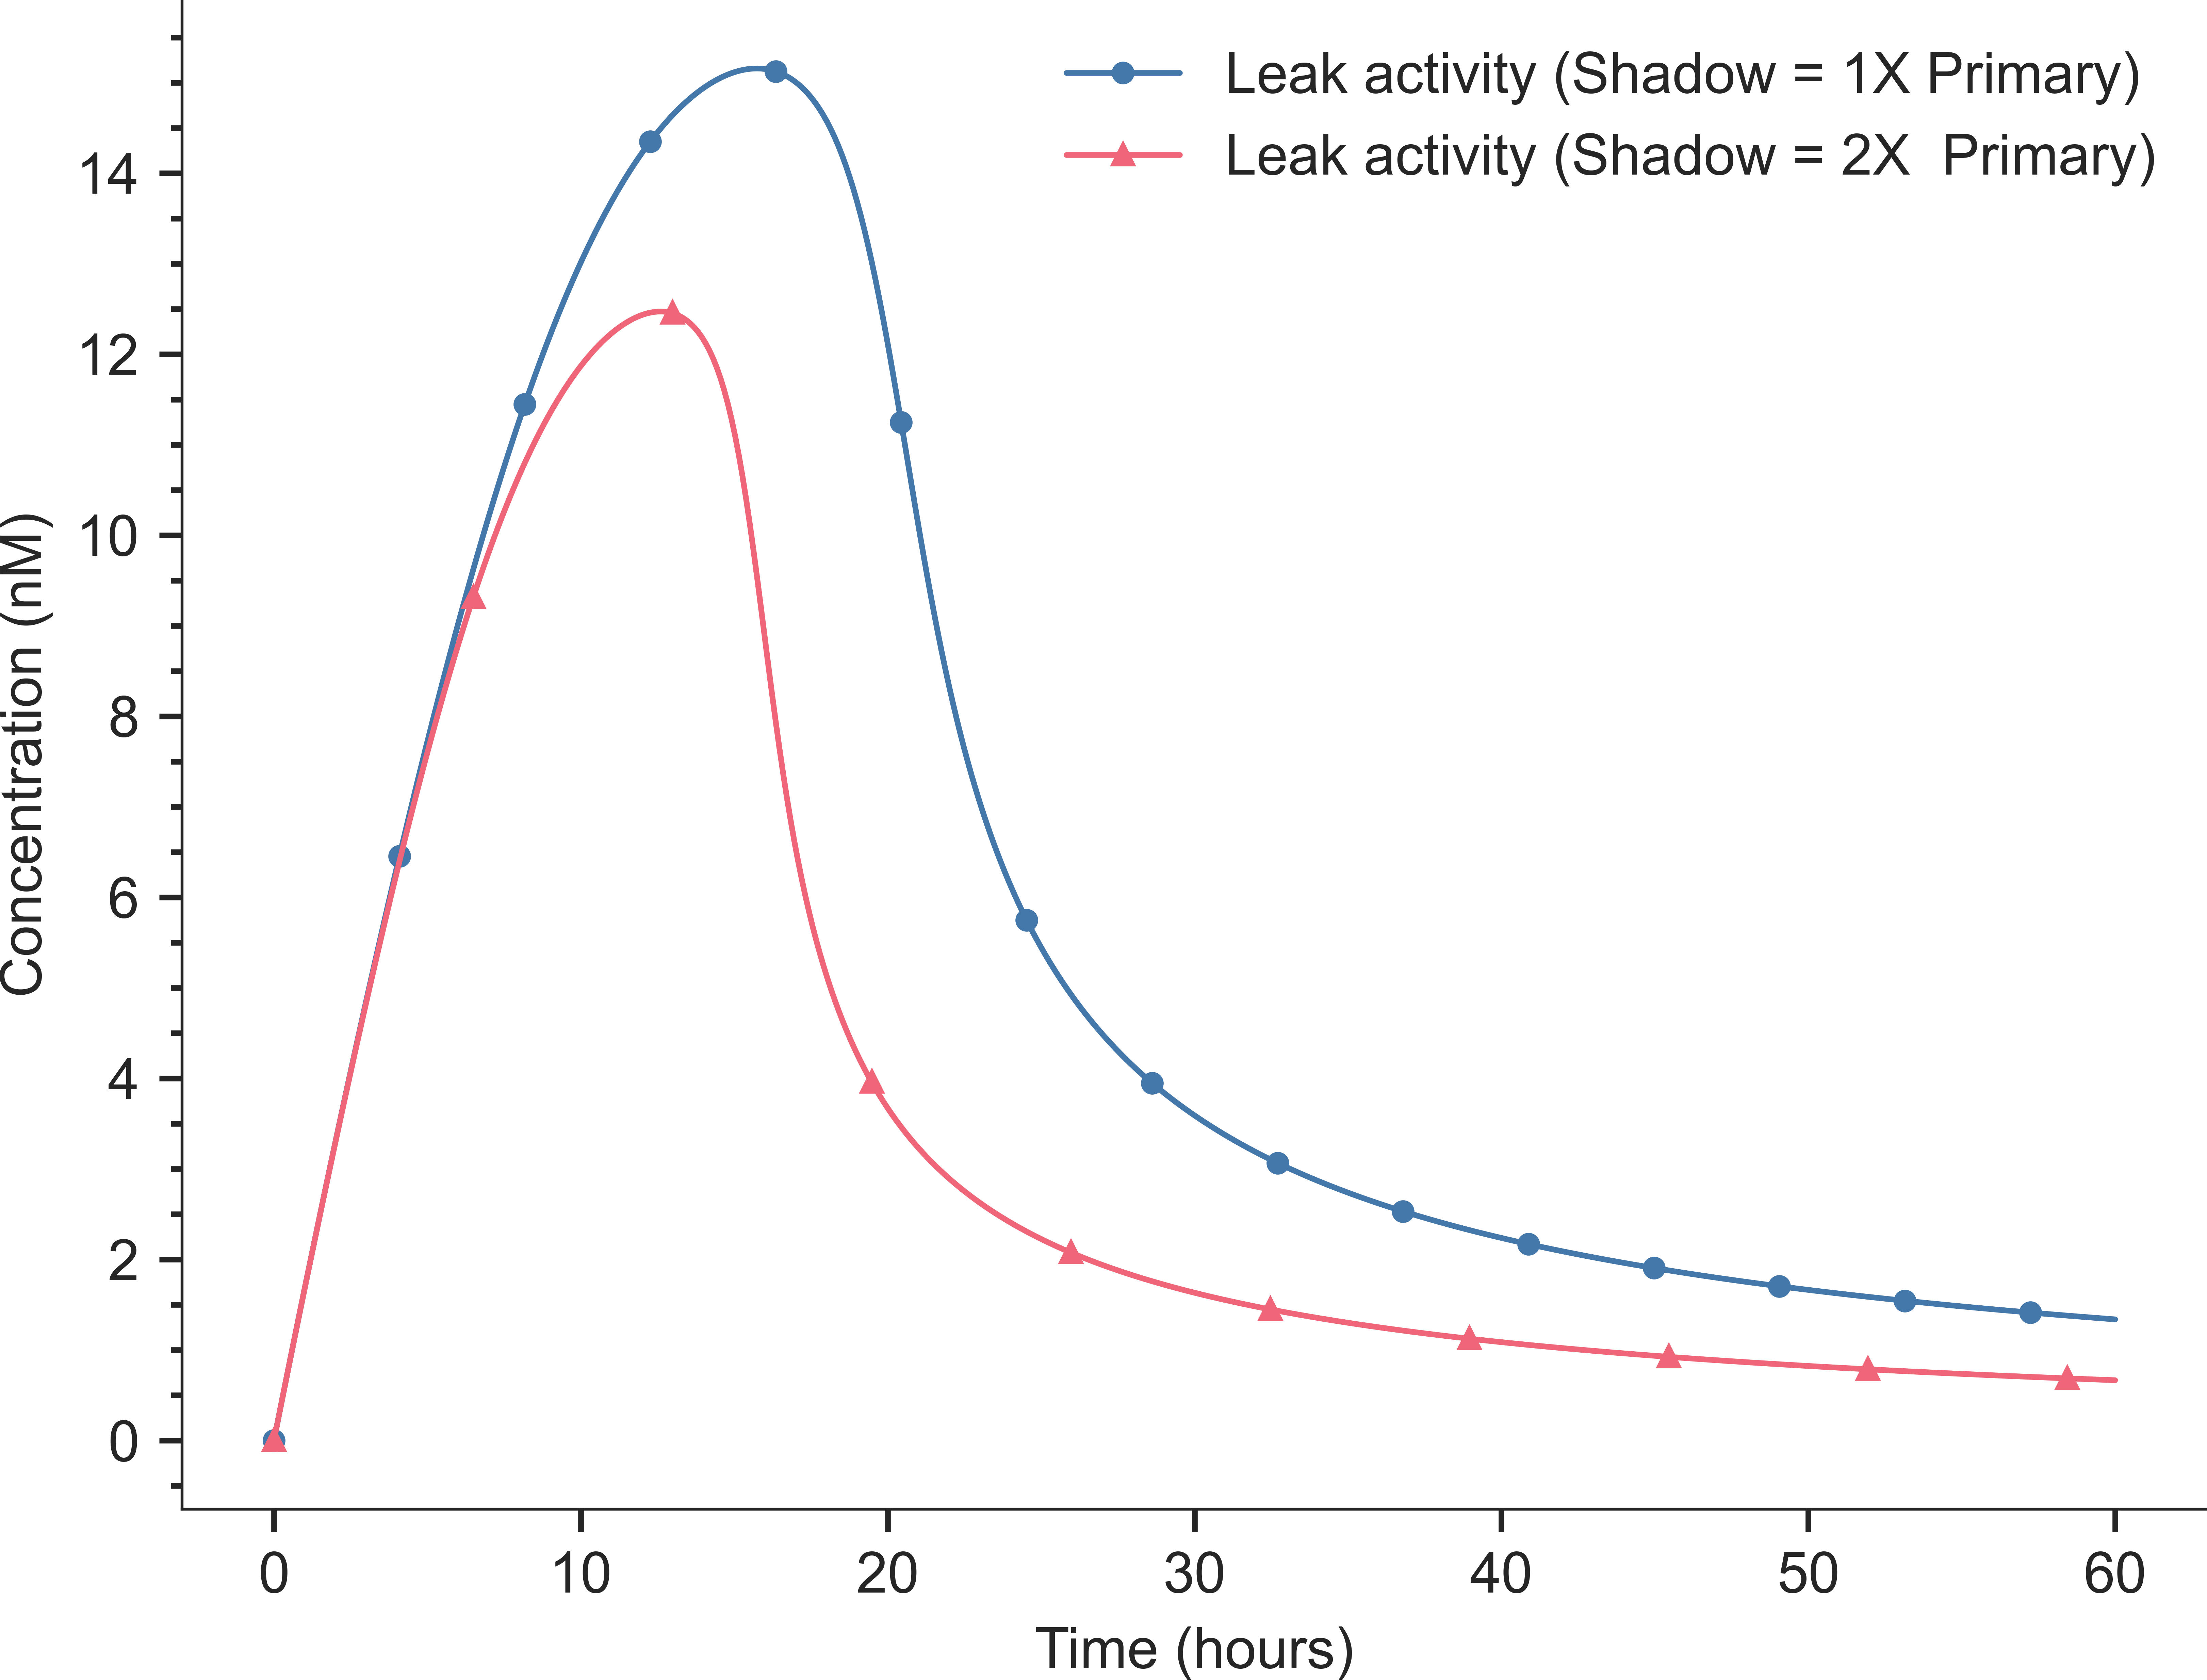 Leak activity (Shadow = 1X Primary)
Leak activity (Shadow = 2X  Primary)
14
12
10
8
6
4
2
0
Concentration (nM)
0 10 20 30 40 50 60
Time (hours)